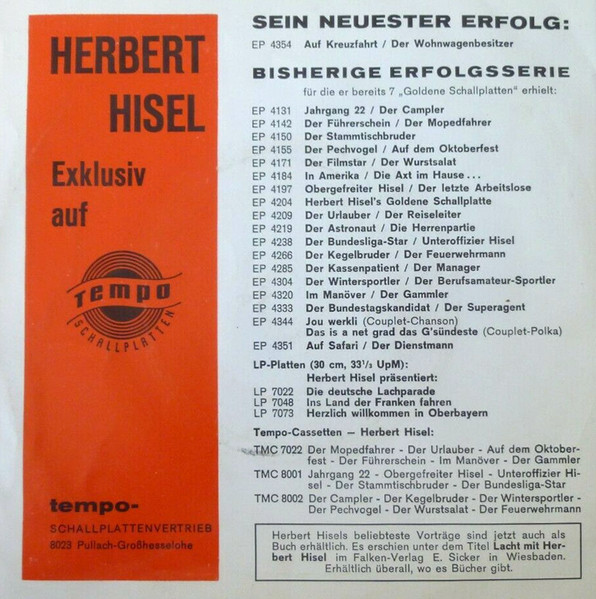 HERBERT
HISEL
Exklusiv
auf
Tempo
SCHALLPLATTEN
tempo-
SCHALLPLATTENVERTRIEB
8023 Pullach-Großhesselohe
SEIN NEUESTER ERFOLG:
EP 4354 Auf Kreuzfahrt / Der Wohnwagenbesitzer
BISHERIGE ERFOLGSSERIE
für die er bereits 7 „Goldene Schallplatten" erhielt:
EP 4131 Jahrgang 22 / Der Campler
EP 4142 Der Führerschein / Der Mopedfahrer
EP 4150 Der Stammtischbruder
EP 4155 Der Pechvogel / Auf dem Oktoberfest
EP 4171 Der Filmstar / Der Wurstsalat
EP 4184 In Amerika / Die Axt im Hause . . .
EP 4197 Obergefreiter Hisel / Der letzte Arbeitslose
EP 4204 Herbert Hisel's Goldene Schallplatte
EP 4209 Der Urlauber / Der Reiseleiter
EP 4219 Der Astronaut / Die Herrenpartie
EP 4238 Der Bundesliga-Star / Unteroffizier Hisel
EP 4266 Der Kegelbruder / Der Feuerwehrmann
EP 4285 Der Kassenpatient / Der Manager
EP 4304 Der Wintersportler / Der Berufsamateur-Sportler
EP 4320 Im Manöver / Der Gammler
EP 4333 Der Bundestagskandidat / Der Superagent
EP 4344 Jou werkli (Couplet-Chanson)
Das is a net grad das G'sündeste (Couplet-Polka)
EP 4351 Auf Safari / Der Dienstmann
LP-Platten (30 cm, 33⅓ UpM):
Herbert Hisel präsentiert:
LP 7022 Die deutsche Lachparade
LP 7048 Ins Land der Franken fahren
LP 7073 Herzlich willkommen in Oberbayern
Tempo-Cassetten — Herbert Hisel:
TMC 7022 Der Mopedfahrer - Der Urlauber - Auf dem Oktober-
fest - Der Führerschein - Im Manöver - Der Gammler
TMC 8001 Jahrgang 22 - Obergefreiter Hisel - Unteroffizier Hi-
sel - Der Stammtischbruder - Der Bundesliga-Star
TMC 8002 Der Campler - Der Kegelbruder - Der Wintersportler -
Der Pechvogel - Der Wurstsalat - Der Feuerwehrmann
Herbert Hisels beliebteste Vorträge sind jetzt auch als
Buch erhältlich. Es erschien unter dem Titel Lacht mit Her-
bert Hisel im Falken-Verlag E. Sicker in Wiesbaden.
Erhältlich überall, wo es Bücher gibt.